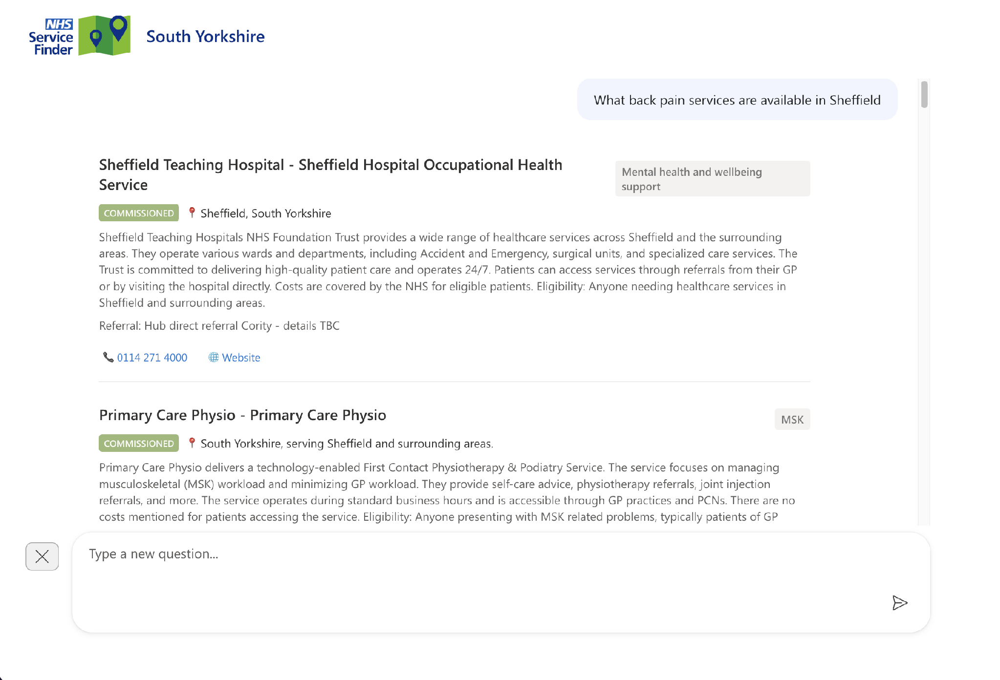 NHS
Service
Finder
South Yorkshire
What back pain services are available in Sheffield
Sheffield Teaching Hospital - Sheffield Hospital Occupational Health
Service
Mental health and wellbeing
support
COMMISSIONED
Sheffield, South Yorkshire
Sheffield Teaching Hospitals NHS Foundation Trust provides a wide range of healthcare services across Sheffield and the surrounding
areas. They operate various wards and departments, including Accident and Emergency, surgical units, and specialized care services. The
Trust is committed to delivering high-quality patient care and operates 24/7. Patients can access services through referrals from their GP
or by visiting the hospital directly. Costs are covered by the NHS for eligible patients. Eligibility: Anyone needing healthcare services in
Sheffield and surrounding areas.
Referral: Hub direct referral Cority - details TBC
0114 271 4000
Website
Primary Care Physio - Primary Care Physio
MSK
COMMISSIONED
South Yorkshire, serving Sheffield and surrounding areas.
Primary Care Physio delivers a technology-enabled First Contact Physiotherapy & Podiatry Service. The service focuses on managing
musculoskeletal (MSK) workload and minimizing GP workload. They provide self-care advice, physiotherapy referrals, joint injection
referrals, and more. The service operates during standard business hours and is accessible through GP practices and PCNs. There are no
costs mentioned for patients accessing the service. Eligibility: Anyone presenting with MSK related problems, typically patients of GP
Type a new question...